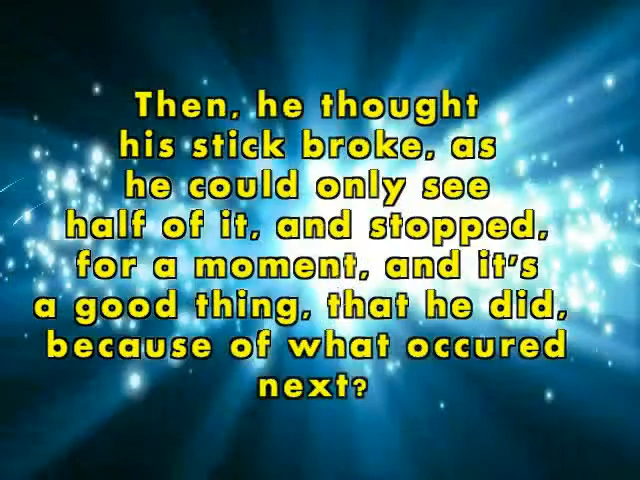 Then, he thought
his stick broke, as
he could only see
half of it, and stopped,
for a moment, and it's
a good thing, that he did,
because of what occured
next?